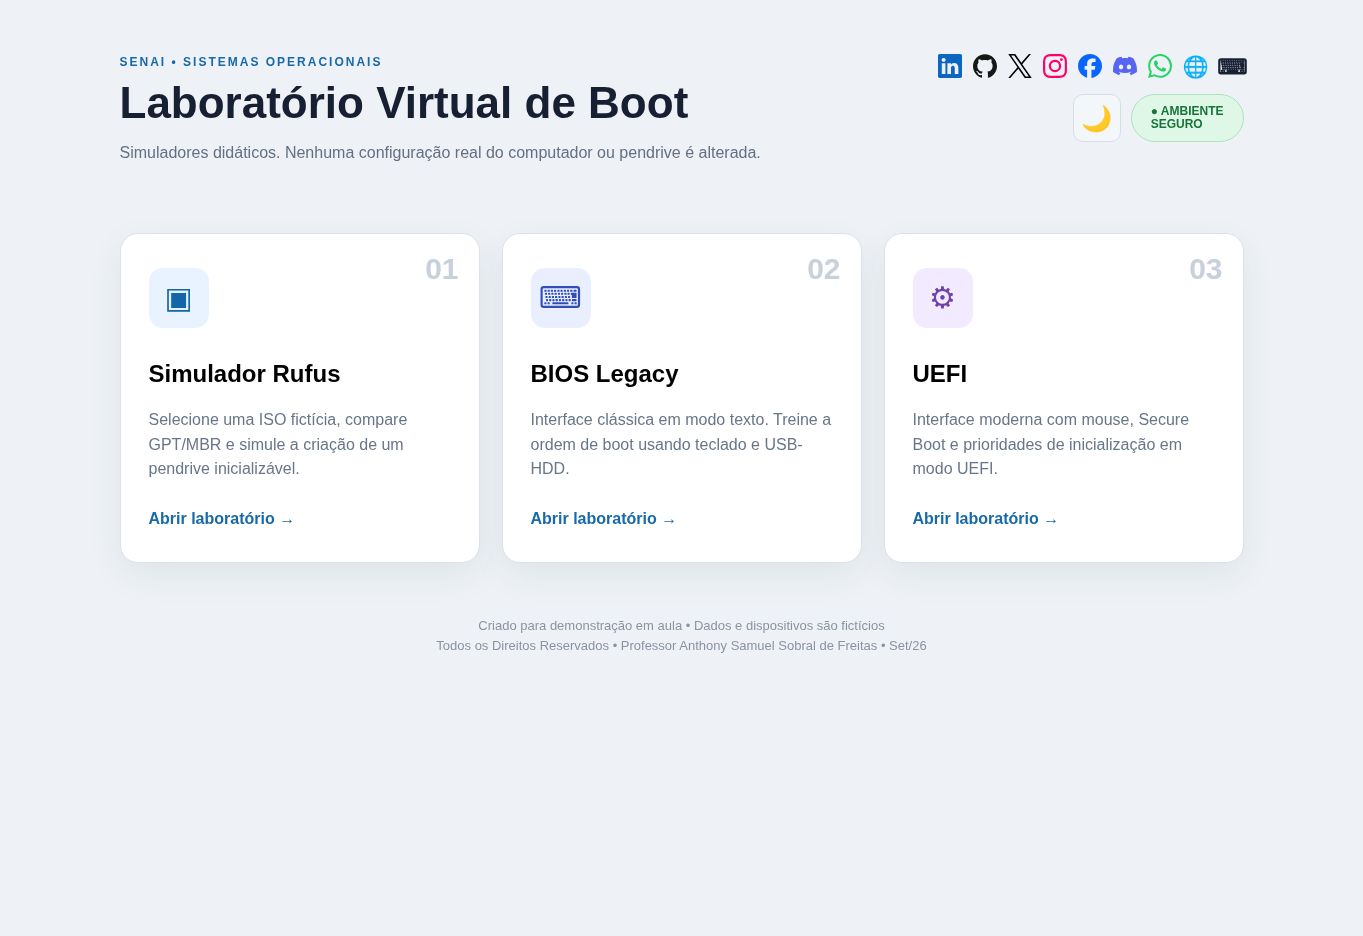 SENAI • SISTEMAS OPERACIONAIS
Laboratório Virtual de Boot
Simuladores didáticos. Nenhuma configuração real do computador ou pendrive é alterada.
● AMBIENTE
SEGURO
01
Simulador Rufus
Selecione uma ISO fictícia, compare
GPT/MBR e simule a criação de um
pendrive inicializável.
Abrir laboratório →
02
BIOS Legacy
Interface clássica em modo texto. Treine a
ordem de boot usando teclado e USB-
HDD.
Abrir laboratório →
03
UEFI
Interface moderna com mouse, Secure
Boot e prioridades de inicialização em
modo UEFI.
Abrir laboratório →
Criado para demonstração em aula • Dados e dispositivos são fictícios
Todos os Direitos Reservados • Professor Anthony Samuel Sobral de Freitas • Set/26